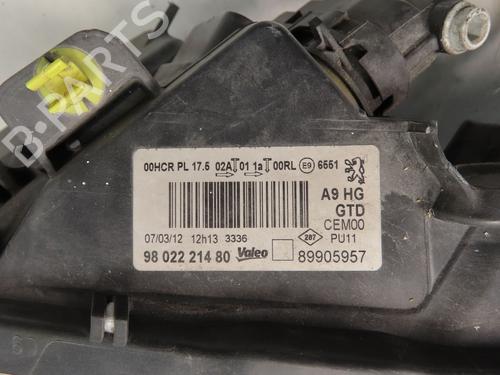 00HCR PL 17.5 02A 01 1a 00RL E9 6551
A9 HG
GTD
CEM00
07/03/12 12h13 3336
287 PU11
98 022 214 80 Valeo 89905957
B-PARTS